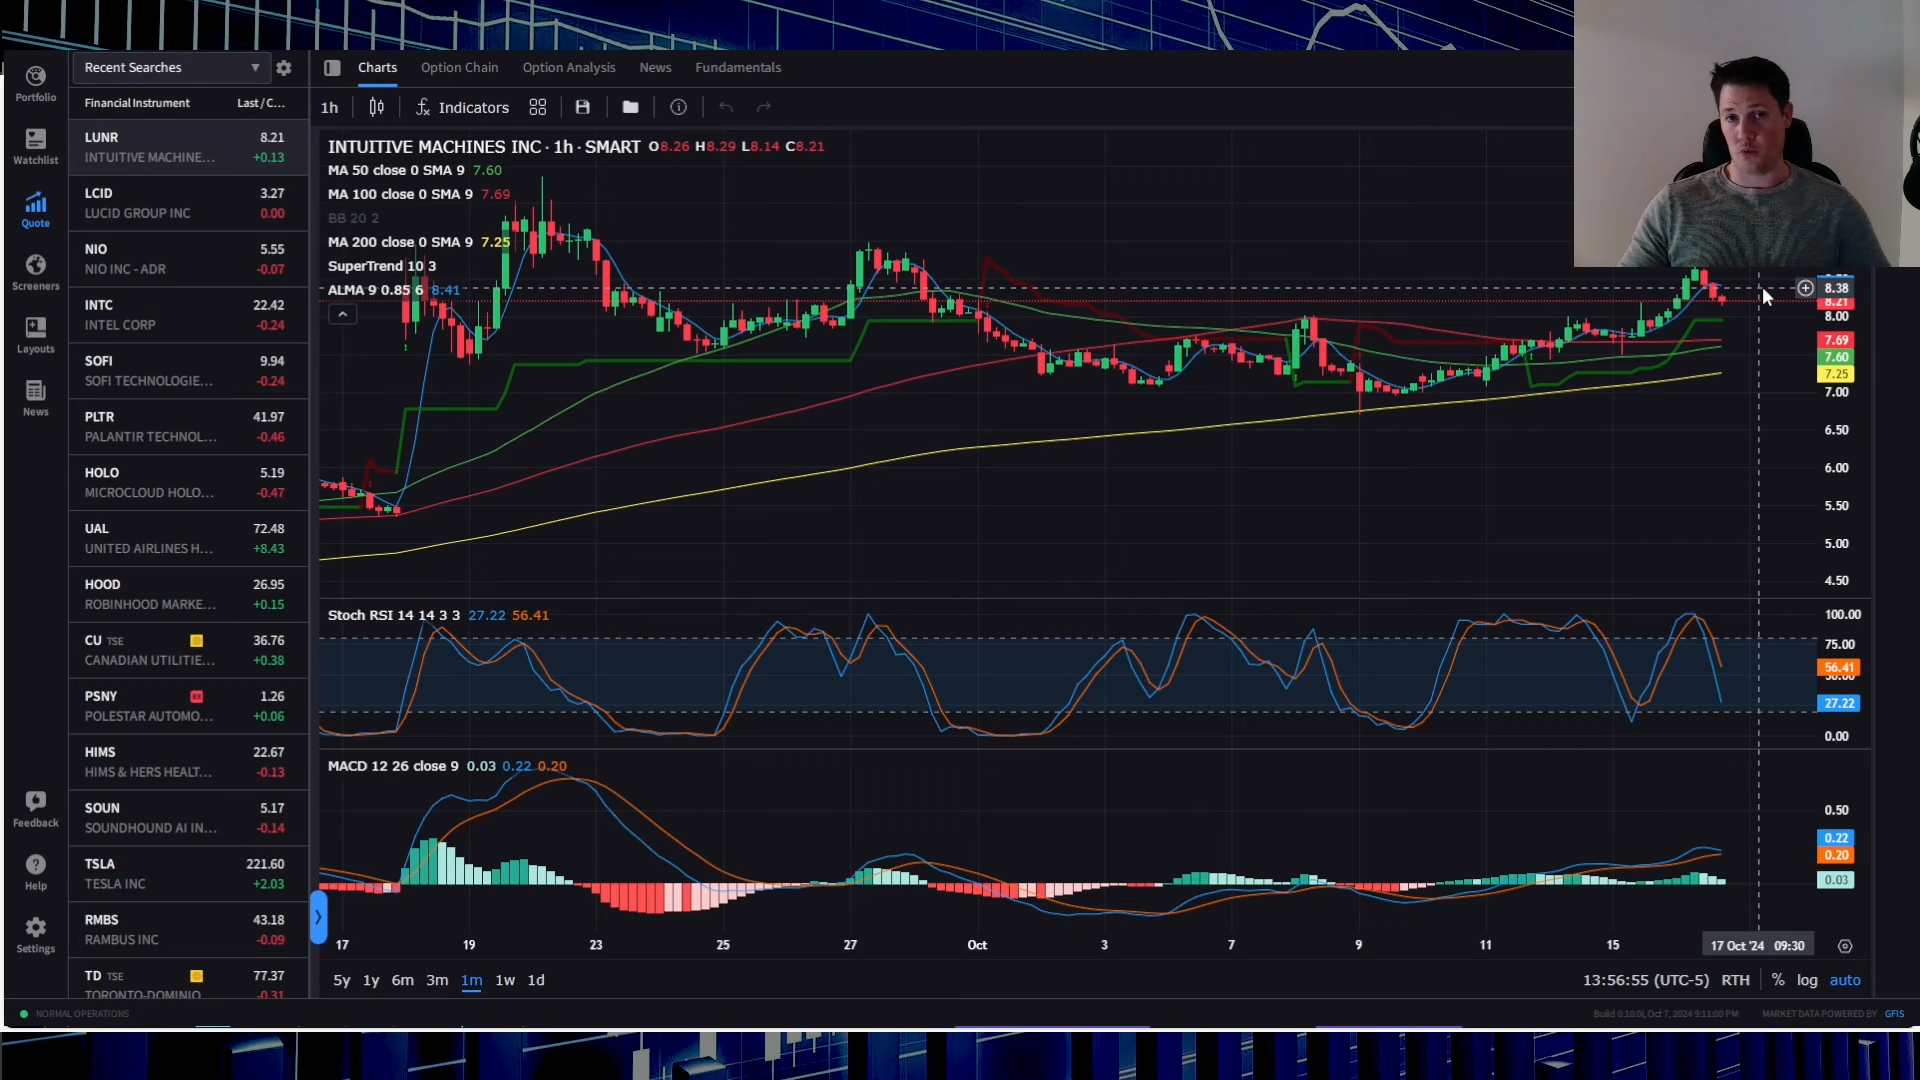 Portfolio
Watchlist
Quote
Screeners
Layouts
News
Feedback
Help
Settings
Recent Searches
Financial Instrument Last / C...
LUNR 8.21
INTUITIVE MACHINE... +0.13
LCID 3.27
LUCID GROUP INC 0.00
NIO 5.55
NIO INC - ADR -0.07
INTC 22.42
INTEL CORP -0.24
SOFI 9.94
SOFI TECHNOLOGIE... -0.24
PLTR 41.97
PALANTIR TECHNOL... -0.46
HOLO 5.19
MICROCLOUD HOLO... -0.47
UAL 72.48
UNITED AIRLINES H... +8.43
HOOD 26.95
ROBINHOOD MARKE... +0.15
CU TSE 36.76
CANADIAN UTILITIE... +0.38
PSNY 1.26
POLESTAR AUTOMO... +0.06
HIMS 22.67
HIMS & HERS HEALT... -0.13
SOUN 5.17
SOUNDHOUND AI IN... -0.14
TSLA 221.60
TESLA INC +2.03
RMBS 43.18
RAMBUS INC -0.09
TD TSE 77.37
TORONTO-DOMINIO -0.31
Charts Option Chain Option Analysis News Fundamentals
1h Indicators
INTUITIVE MACHINES INC · 1h · SMART O8.26 H8.29 L8.14 C8.21
MA 50 close 0 SMA 9 7.60
MA 100 close 0 SMA 9 7.69
BB 20 2
MA 200 close 0 SMA 9 7.25
SuperTrend 10 3
ALMA 9 0.85 6 8.41
8.38
8.21
8.00
7.69
7.60
7.25
7.00
6.50
6.00
5.50
5.00
4.50
Stoch RSI 14 14 3 3 27.22 56.41
100.00
75.00
56.41
27.22
0.00
MACD 12 26 close 9 0.03 0.22 0.20
0.50
0.22
0.20
0.03
17 19 23 25 27 Oct 3 7 9 11 15 17 Oct '24 09:30
5y 1y 6m 3m 1m 1w 1d 13:56:55 (UTC-5) RTH % log auto
NORMAL OPERATIONS Build 0.10.0i, Oct 7, 2024 9:11:00 PM MARKET DATA POWERED BY GFIS